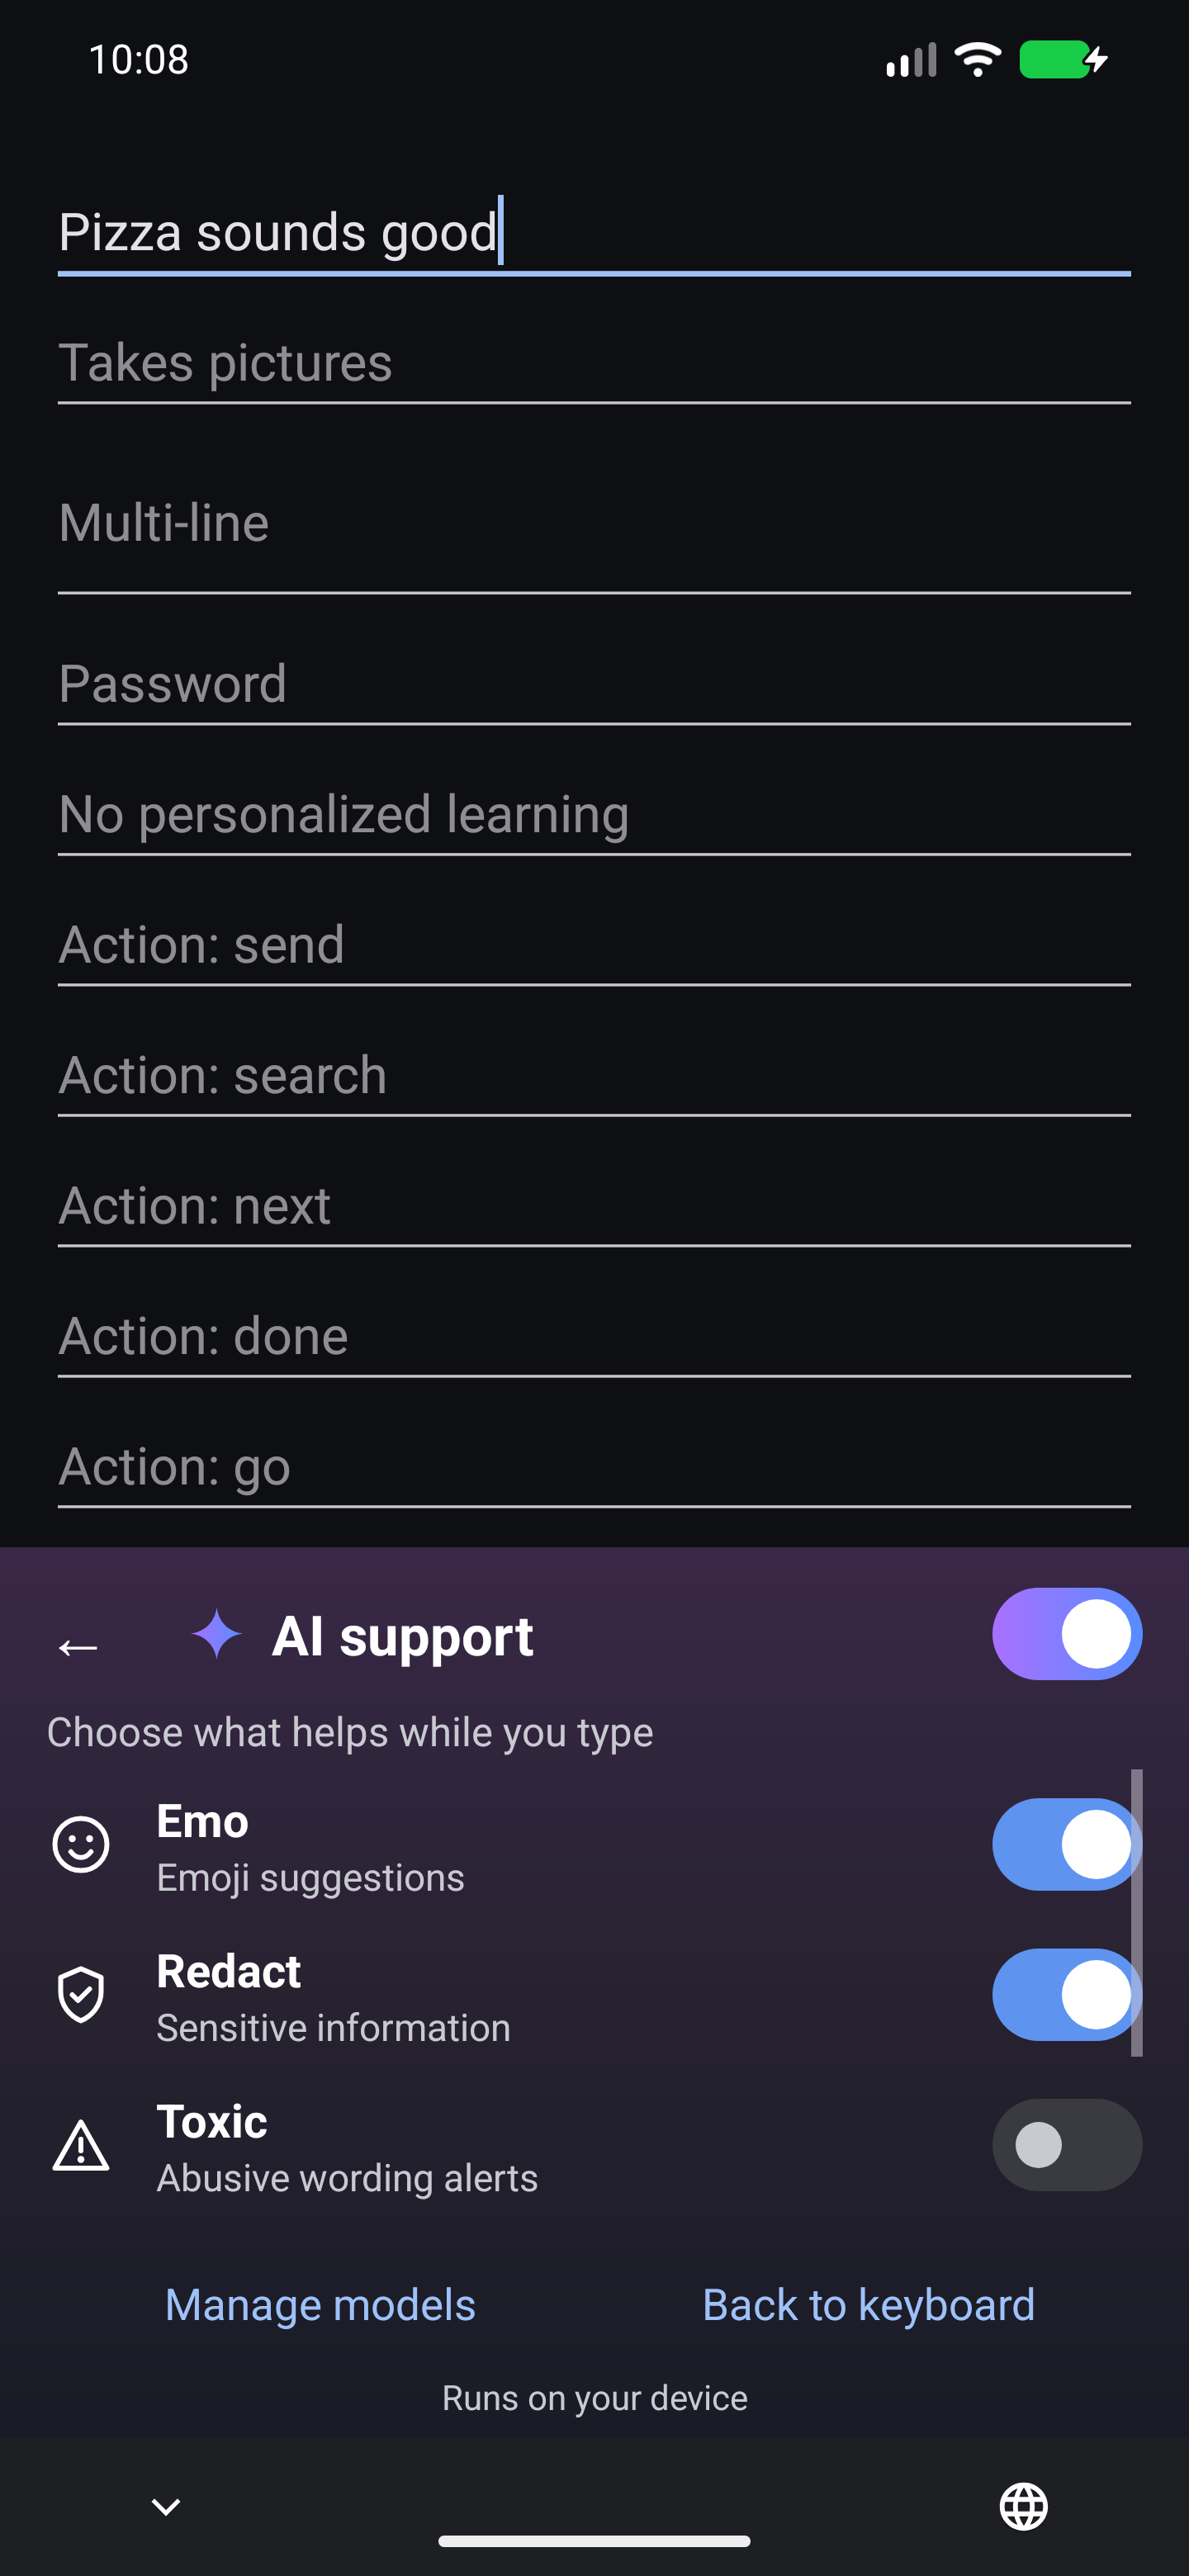 10:08
Pizza sounds good
Takes pictures
Multi-line
Password
No personalized learning
Action: send
Action: search
Action: next
Action: done
Action: go
← AI support
Choose what helps while you type
Emo
Emoji suggestions
Redact
Sensitive information
Toxic
Abusive wording alerts
Manage models Back to keyboard
Runs on your device